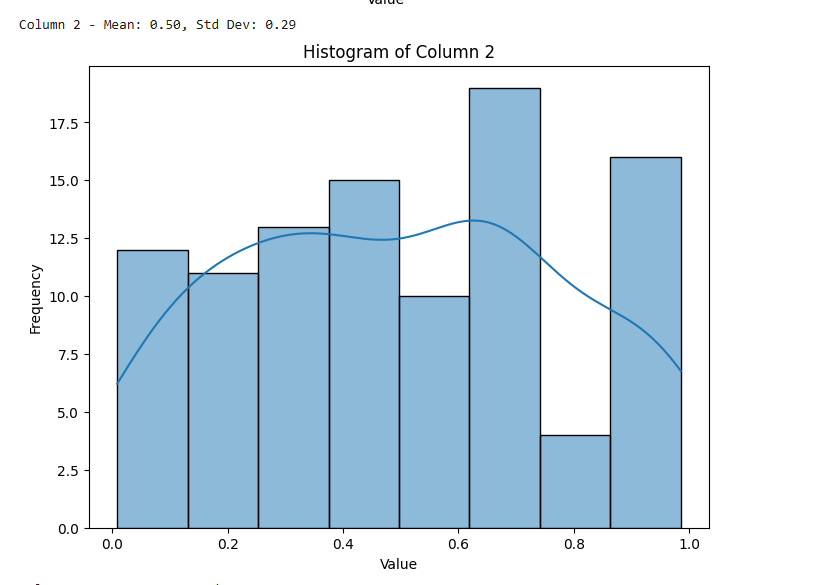 Value
Column 2 - Mean: 0.50, Std Dev: 0.29
Histogram of Column 2
17.5
15.0
12.5
10.0
7.5
5.0
2.5
0.0
Frequency
0.0 0.2 0.4 0.6 0.8 1.0
Value